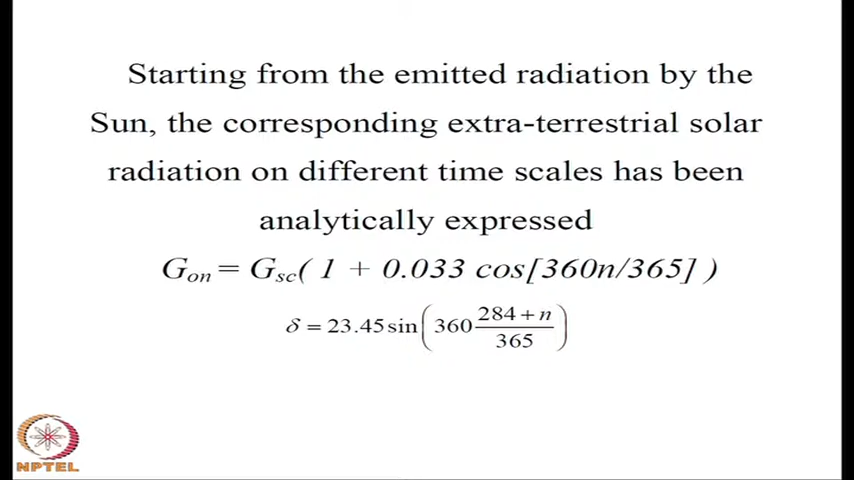 Starting from the emitted radiation by the
Sun, the corresponding extra-terrestrial solar
radiation on different time scales has been
analytically expressed
Gon = Gsc( 1 + 0.033 cos[360n/365] )
δ = 23.45 sin(360 (284 + n)/365)
NPTEL